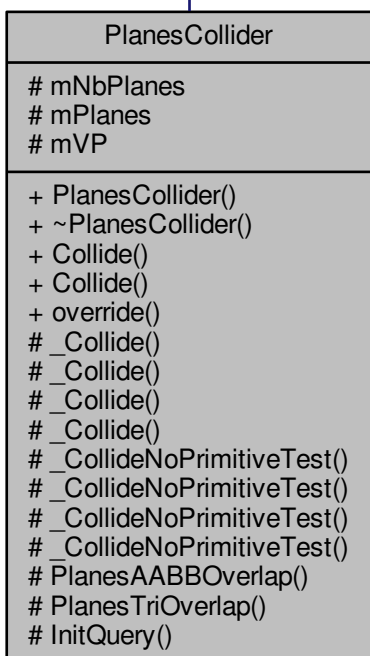 PlanesCollider
# mNbPlanes
# mPlanes
# mVP
+ PlanesCollider()
+ ~PlanesCollider()
+ Collide()
+ Collide()
+ override()
# _Collide()
# _Collide()
# _Collide()
# _Collide()
# _CollideNoPrimitiveTest()
# _CollideNoPrimitiveTest()
# _CollideNoPrimitiveTest()
# _CollideNoPrimitiveTest()
# PlanesAABBOverlap()
# PlanesTriOverlap()
# InitQuery()